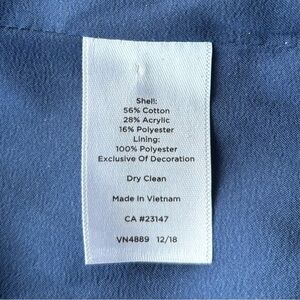 Shell:
56% Cotton
28% Acrylic
16% Polyester
Lining:
100% Polyester
Exclusive Of Decoration
Dry Clean
Made in Vietnam
CA #23147
VN4889 12/18